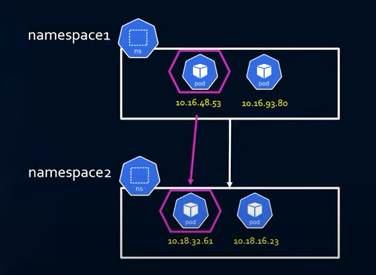 namespace1
ns
pod
pod
10.16.48.53
10.16.93.80
namespace2
ns
pod
pod
10.18.32.61
10.18.16.23